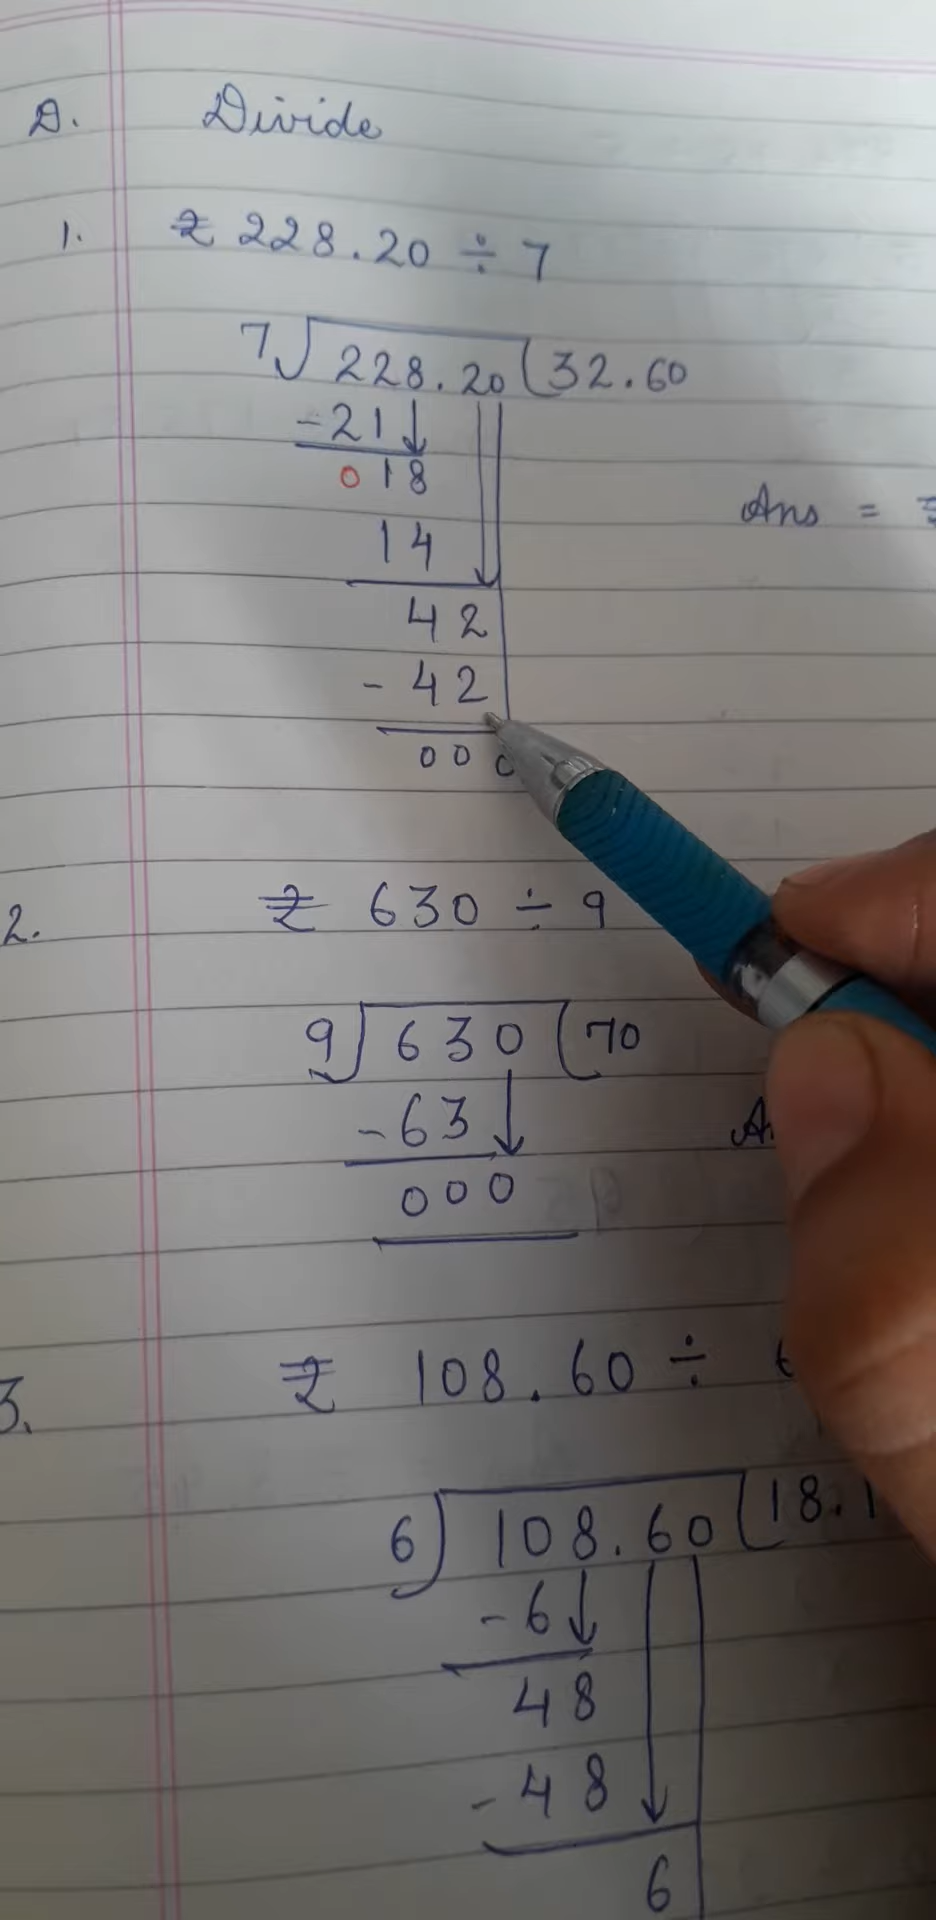 D. Divide
1. ₹ 228.20 ÷ 7
7 228.20 32.60
-21
018
14
Ans =
42
-42
000
2. ₹ 630 ÷ 9
9 630 70
-63
000
3. ₹ 108.60 ÷
6 108.60 18.1
-6
48
-48
6